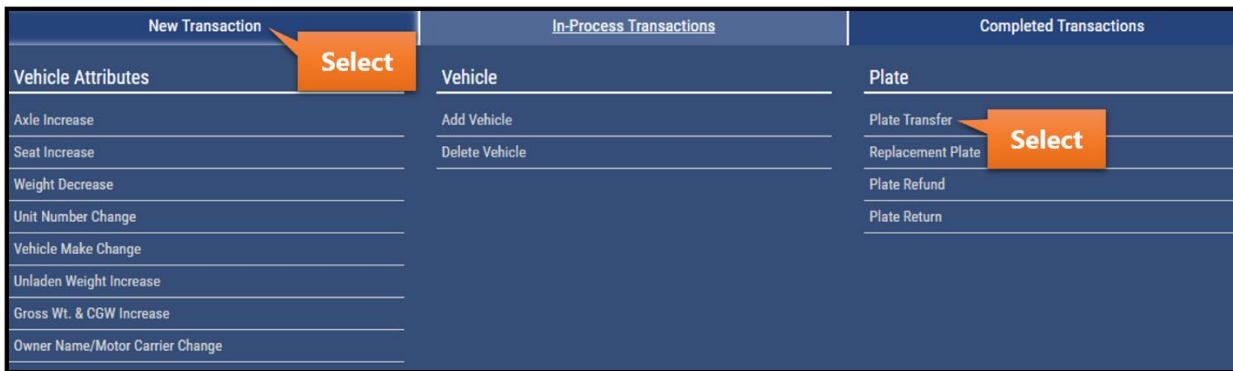 New Transaction
In-Process Transactions
Completed Transactions
Select
Vehicle Attributes
Axle Increase
Seat Increase
Weight Decrease
Unit Number Change
Vehicle Make Change
Unladen Weight Increase
Gross Wt. & CGW Increase
Owner Name/Motor Carrier Change
Vehicle
Add Vehicle
Delete Vehicle
Plate
Plate Transfer
Select
Replacement Plate
Plate Refund
Plate Return